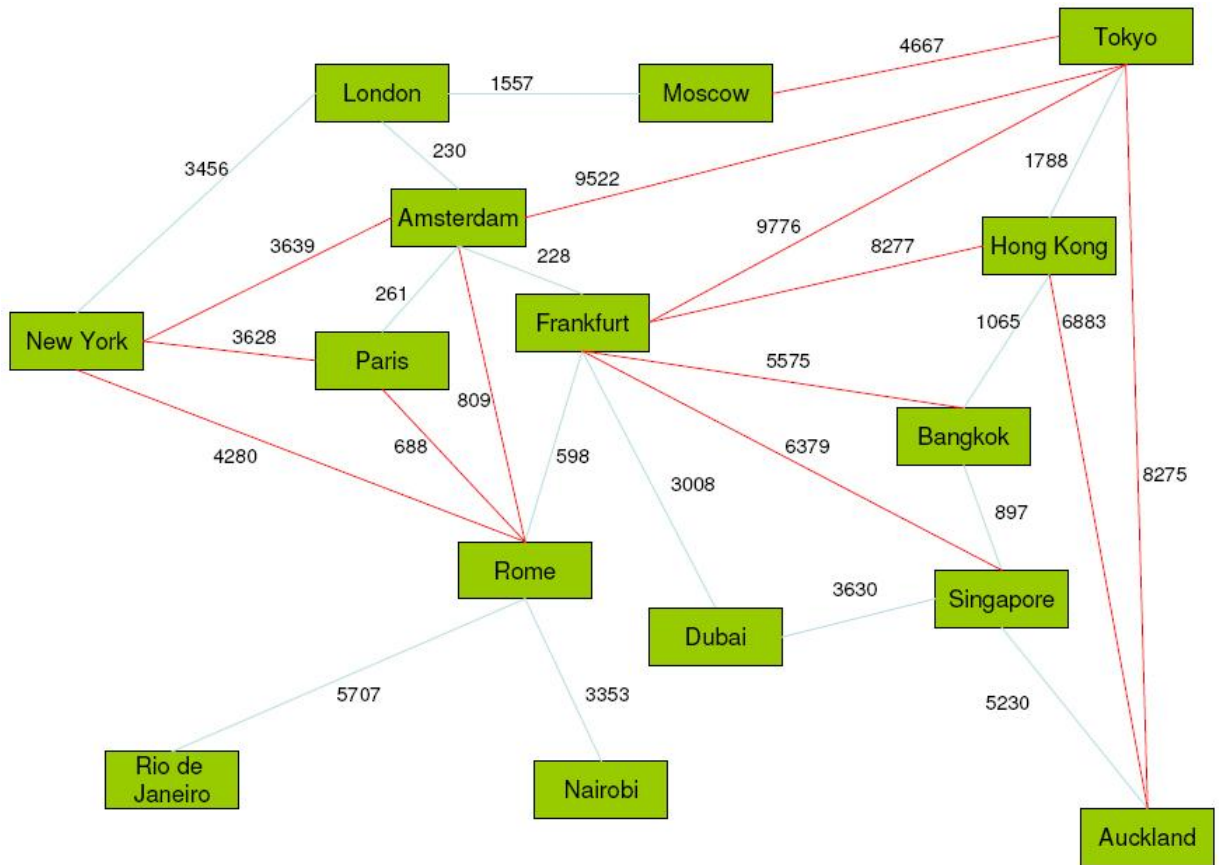 Tokyo
4667
London
1557
Moscow
3456
230
9522
1788
Amsterdam
3639
9776
Hong Kong
228
8277
261
New York
3628
Paris
Frankfurt
1065
6883
5575
809
Bangkok
4280
688
598
6379
3008
8275
897
Rome
3630
Singapore
Dubai
5707
3353
5230
Rio de
Janeiro
Nairobi
Auckland